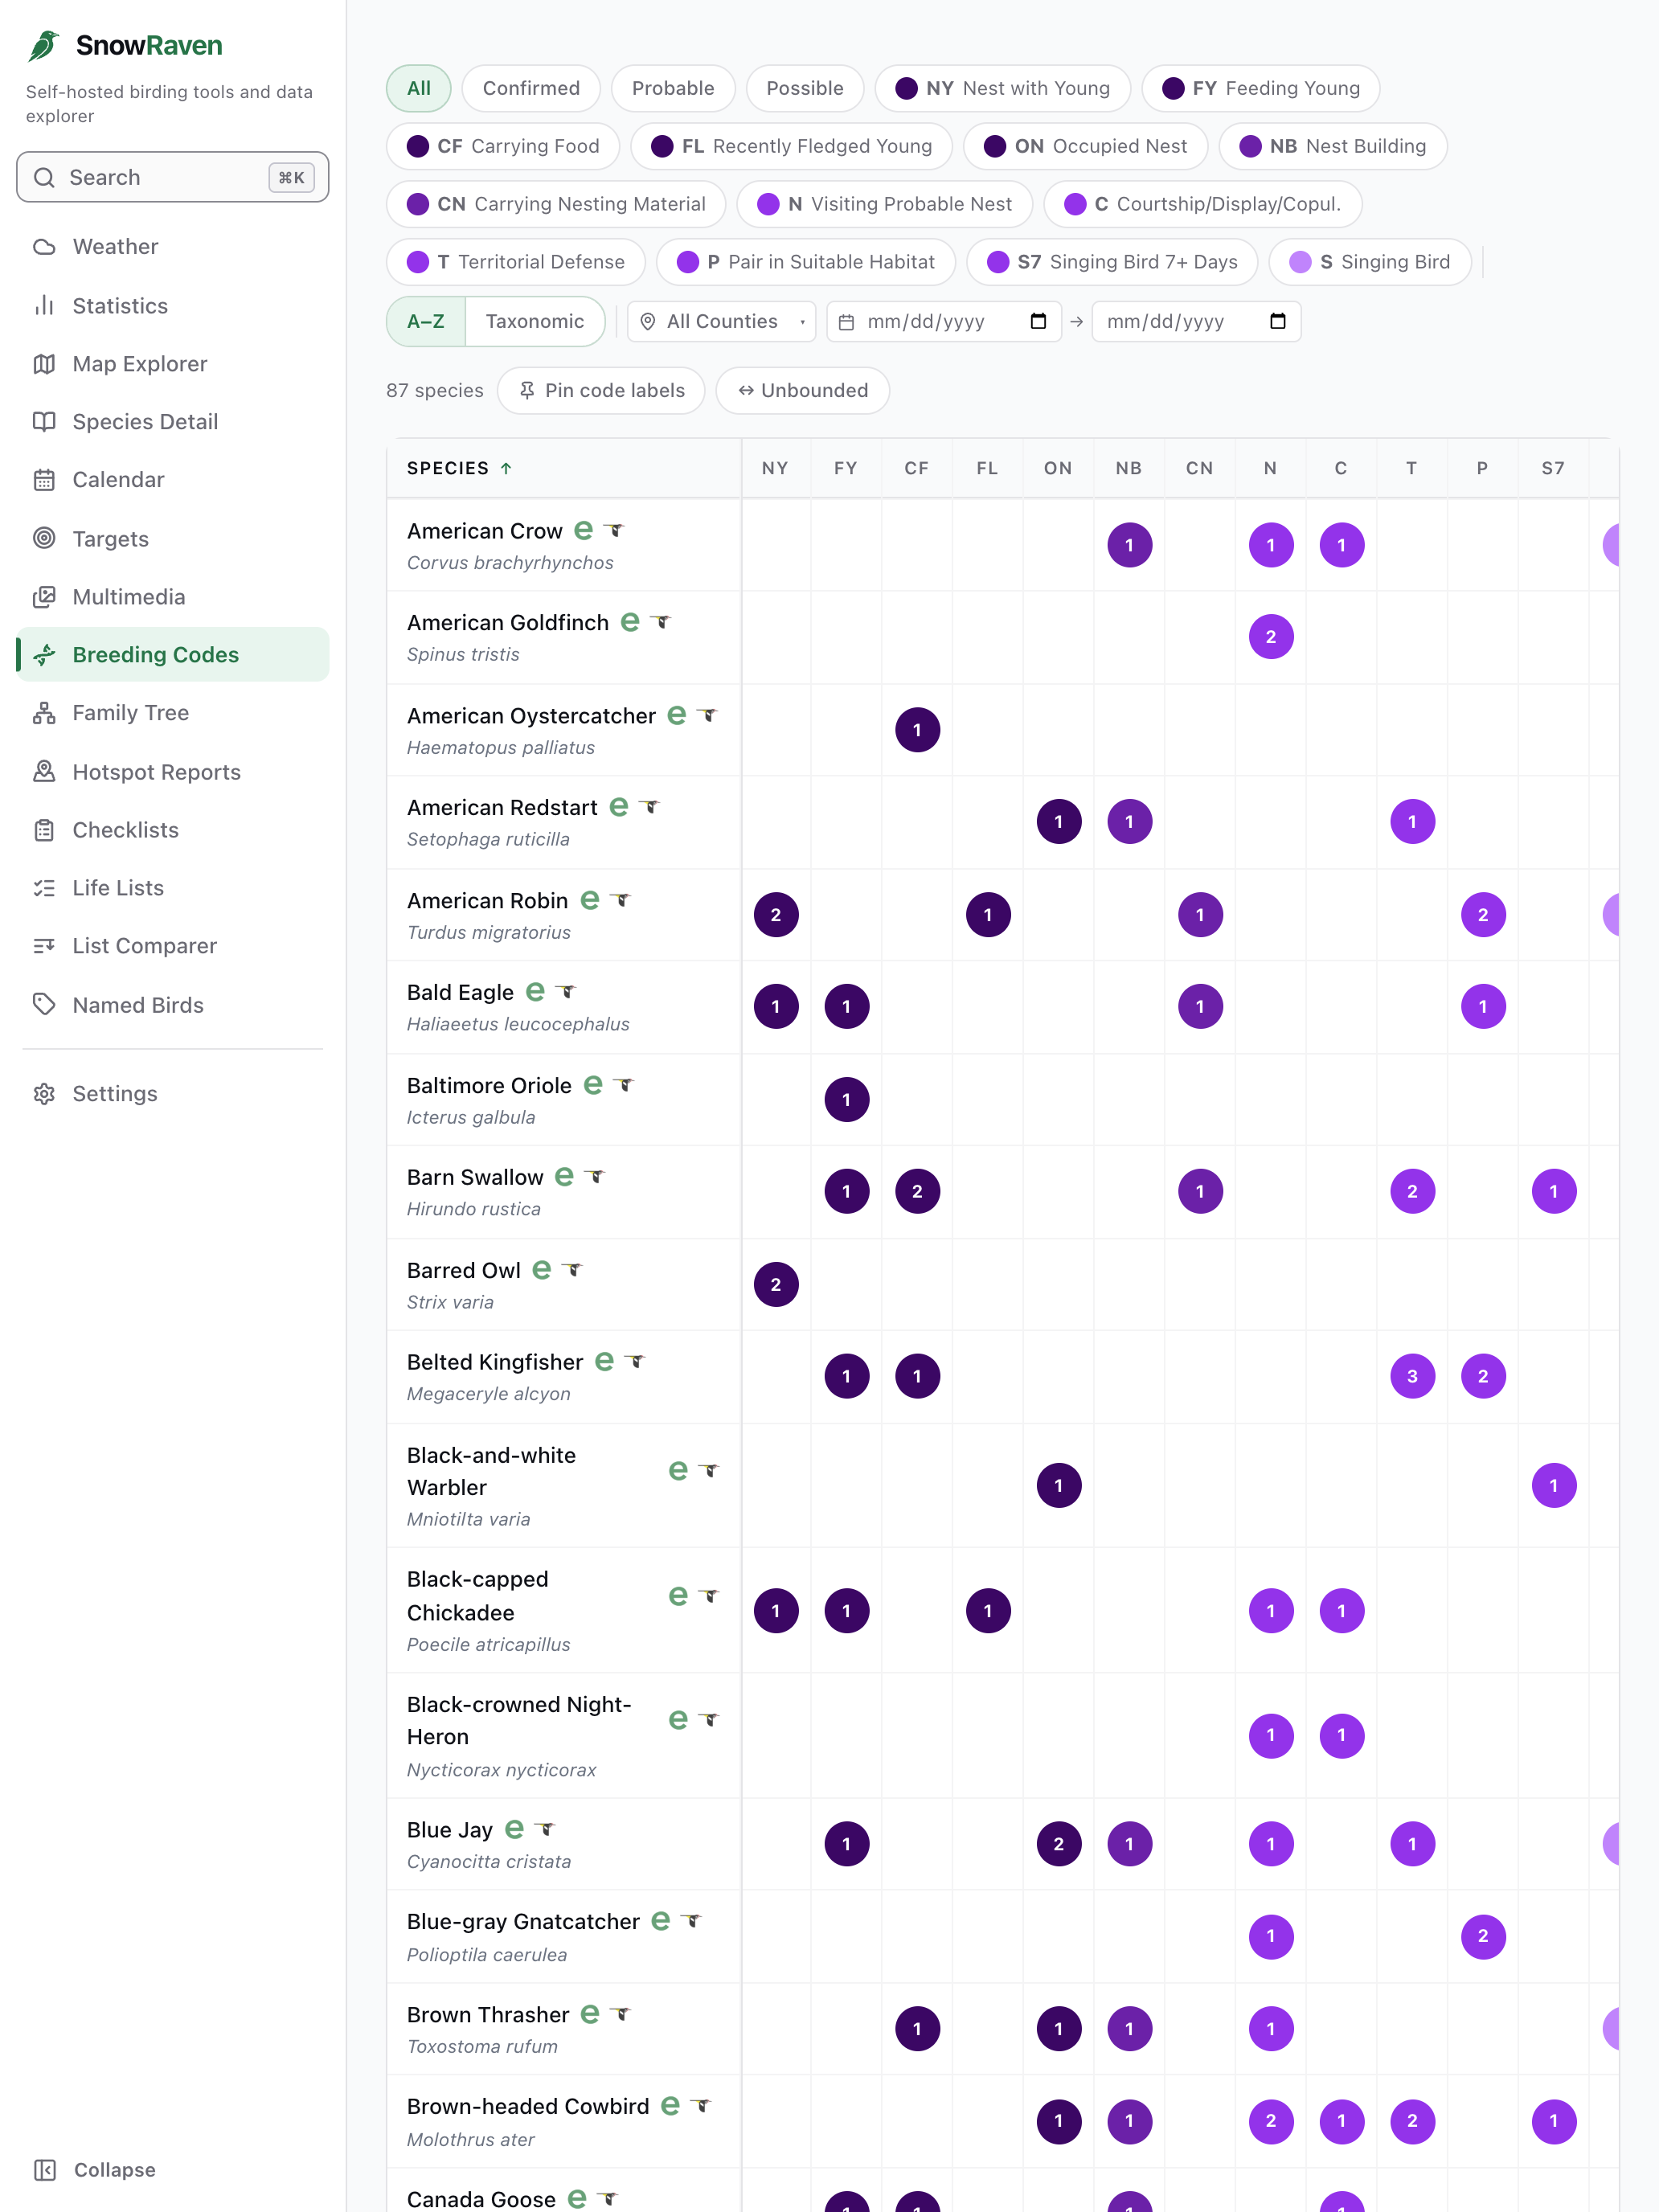 SnowRaven
Self-hosted birding tools and data
explorer
Search ⌘K
Weather
Statistics
Map Explorer
Species Detail
Calendar
Targets
Multimedia
Breeding Codes
Family Tree
Hotspot Reports
Checklists
Life Lists
List Comparer
Named Birds
Settings
Collapse
All Confirmed Probable Possible NY Nest with Young FY Feeding Young
CF Carrying Food FL Recently Fledged Young ON Occupied Nest NB Nest Building
CN Carrying Nesting Material N Visiting Probable Nest C Courtship/Display/Copul.
T Territorial Defense P Pair in Suitable Habitat S7 Singing Bird 7+ Days S Singing Bird
A–Z Taxonomic All Counties mm/dd/yyyy → mm/dd/yyyy
87 species Pin code labels ↔ Unbounded
SPECIES ↑ NY FY CF FL ON NB CN N C T P S7
American Crow e 1 1 1
Corvus brachyrhynchos
American Goldfinch e 2
Spinus tristis
American Oystercatcher e 1
Haematopus palliatus
American Redstart e 1 1 1
Setophaga ruticilla
American Robin e 2 1 1 2
Turdus migratorius
Bald Eagle e 1 1 1 1
Haliaeetus leucocephalus
Baltimore Oriole e 1
Icterus galbula
Barn Swallow e 1 2 1 2 1
Hirundo rustica
Barred Owl e 2
Strix varia
Belted Kingfisher e 1 1 3 2
Megaceryle alcyon
Black-and-white
Warbler e 1 1
Mniotilta varia
Black-capped
Chickadee e 1 1 1 1 1
Poecile atricapillus
Black-crowned Night-
Heron e 1 1
Nycticorax nycticorax
Blue Jay e 1 2 1 1 1
Cyanocitta cristata
Blue-gray Gnatcatcher e 1 2
Polioptila caerulea
Brown Thrasher e 1 1 1 1
Toxostoma rufum
Brown-headed Cowbird e 1 1 2 1 2 1
Molothrus ater
Canada Goose e